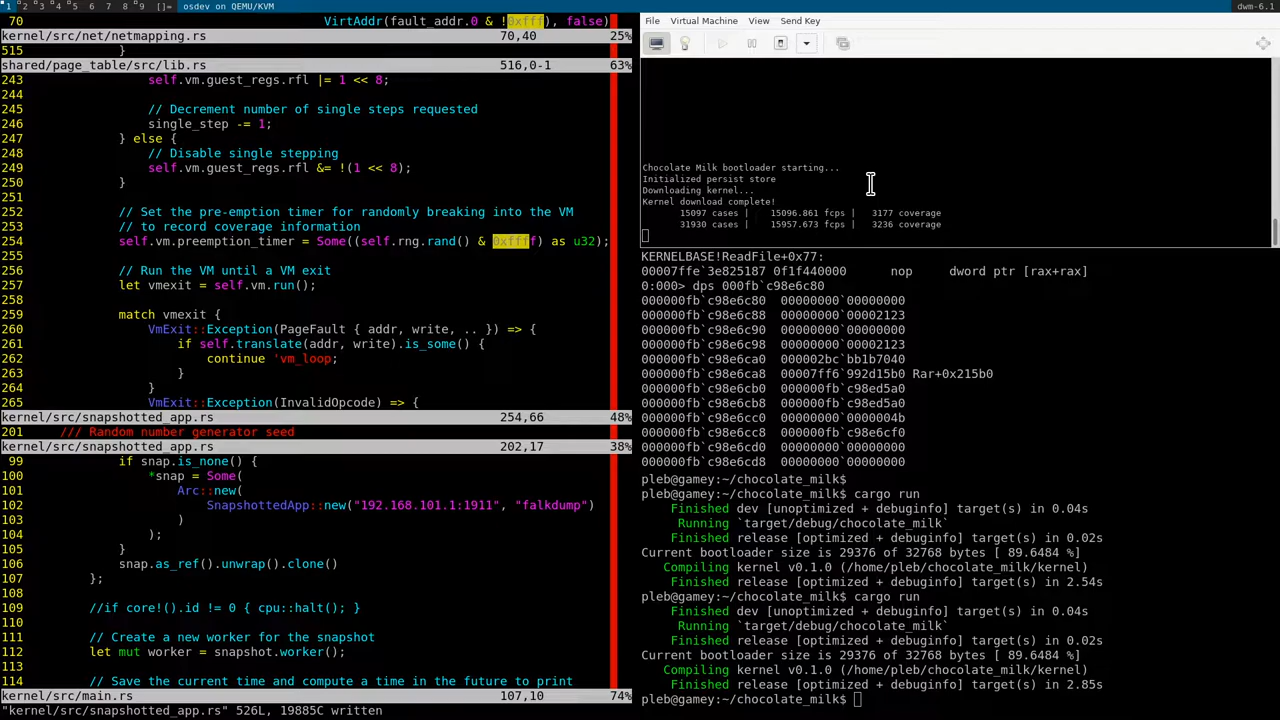 1 2 3 4 5 6 7 8 9 []= osdev on QEMU/KVM dwm-6.1
70 VirtAddr(fault_addr.0 & !0xfff), false)
kernel/src/net/netmapping.rs 70,40 25%
515 }
shared/page_table/src/lib.rs 516,0-1 63%
243 self.vm.guest_regs.rfl |= 1 << 8;
244
245 // Decrement number of single steps requested
246 single_step -= 1;
247 } else {
248 // Disable single stepping
249 self.vm.guest_regs.rfl &= !(1 << 8);
250 }
251
252 // Set the pre-emption timer for randomly breaking into the VM
253 // to record coverage information
254 self.vm.preemption_timer = Some((self.rng.rand() & 0xffff) as u32);
255
256 // Run the VM until a VM exit
257 let vmexit = self.vm.run();
258
259 match vmexit {
260 VmExit::Exception(PageFault { addr, write, .. }) => {
261 if self.translate(addr, write).is_some() {
262 continue 'vm_loop;
263 }
264 }
265 VmExit::Exception(InvalidOpcode) => {
kernel/src/snapshotted_app.rs 254,66 48%
201 /// Random number generator seed
kernel/src/snapshotted_app.rs 202,17 38%
99 if snap.is_none() {
100 *snap = Some(
101 Arc::new(
102 SnapshottedApp::new("192.168.101.1:1911", "falkdump")
103 )
104 );
105 }
106 snap.as_ref().unwrap().clone()
107 };
108
109 //if core!().id != 0 { cpu::halt(); }
110
111 // Create a new worker for the snapshot
112 let mut worker = snapshot.worker();
113
114 // Save the current time and compute a time in the future to print
kernel/src/main.rs 107,10 74%
"kernel/src/snapshotted_app.rs" 526L, 19885C written
File Virtual Machine View Send Key
Chocolate Milk bootloader starting...
Initialized persist store
Downloading kernel...
Kernel download complete!
15097 cases | 15096.861 fcps | 3177 coverage
31930 cases | 15957.673 fcps | 3236 coverage
KERNELBASE!ReadFile+0x77:
00007ffe`3e825187 0f1f440000 nop dword ptr [rax+rax]
0:000> dps 000fb`c98e6c80
000000fb`c98e6c80 00000000`00000000
000000fb`c98e6c88 00000000`00002123
000000fb`c98e6c90 00000000`00000000
000000fb`c98e6c98 00000000`00002123
000000fb`c98e6ca0 000002bc`bb1b7040
000000fb`c98e6ca8 00007ff6`992d15b0 Rar+0x215b0
000000fb`c98e6cb0 000000fb`c98ed5a0
000000fb`c98e6cb8 000000fb`c98ed5a0
000000fb`c98e6cc0 00000000`0000004b
000000fb`c98e6cc8 000000fb`c98e6cf0
000000fb`c98e6cd0 00000000`00000000
000000fb`c98e6cd8 00000000`00000000
pleb@gamey:~/chocolate_milk$
pleb@gamey:~/chocolate_milk$ cargo run
Finished dev [unoptimized + debuginfo] target(s) in 0.04s
Running `target/debug/chocolate_milk`
Finished release [optimized + debuginfo] target(s) in 0.02s
Current bootloader size is 29376 of 32768 bytes [ 89.6484 %]
Compiling kernel v0.1.0 (/home/pleb/chocolate_milk/kernel)
Finished release [optimized + debuginfo] target(s) in 2.54s
pleb@gamey:~/chocolate_milk$ cargo run
Finished dev [unoptimized + debuginfo] target(s) in 0.04s
Running `target/debug/chocolate_milk`
Finished release [optimized + debuginfo] target(s) in 0.02s
Current bootloader size is 29376 of 32768 bytes [ 89.6484 %]
Compiling kernel v0.1.0 (/home/pleb/chocolate_milk/kernel)
Finished release [optimized + debuginfo] target(s) in 2.85s
pleb@gamey:~/chocolate_milk$